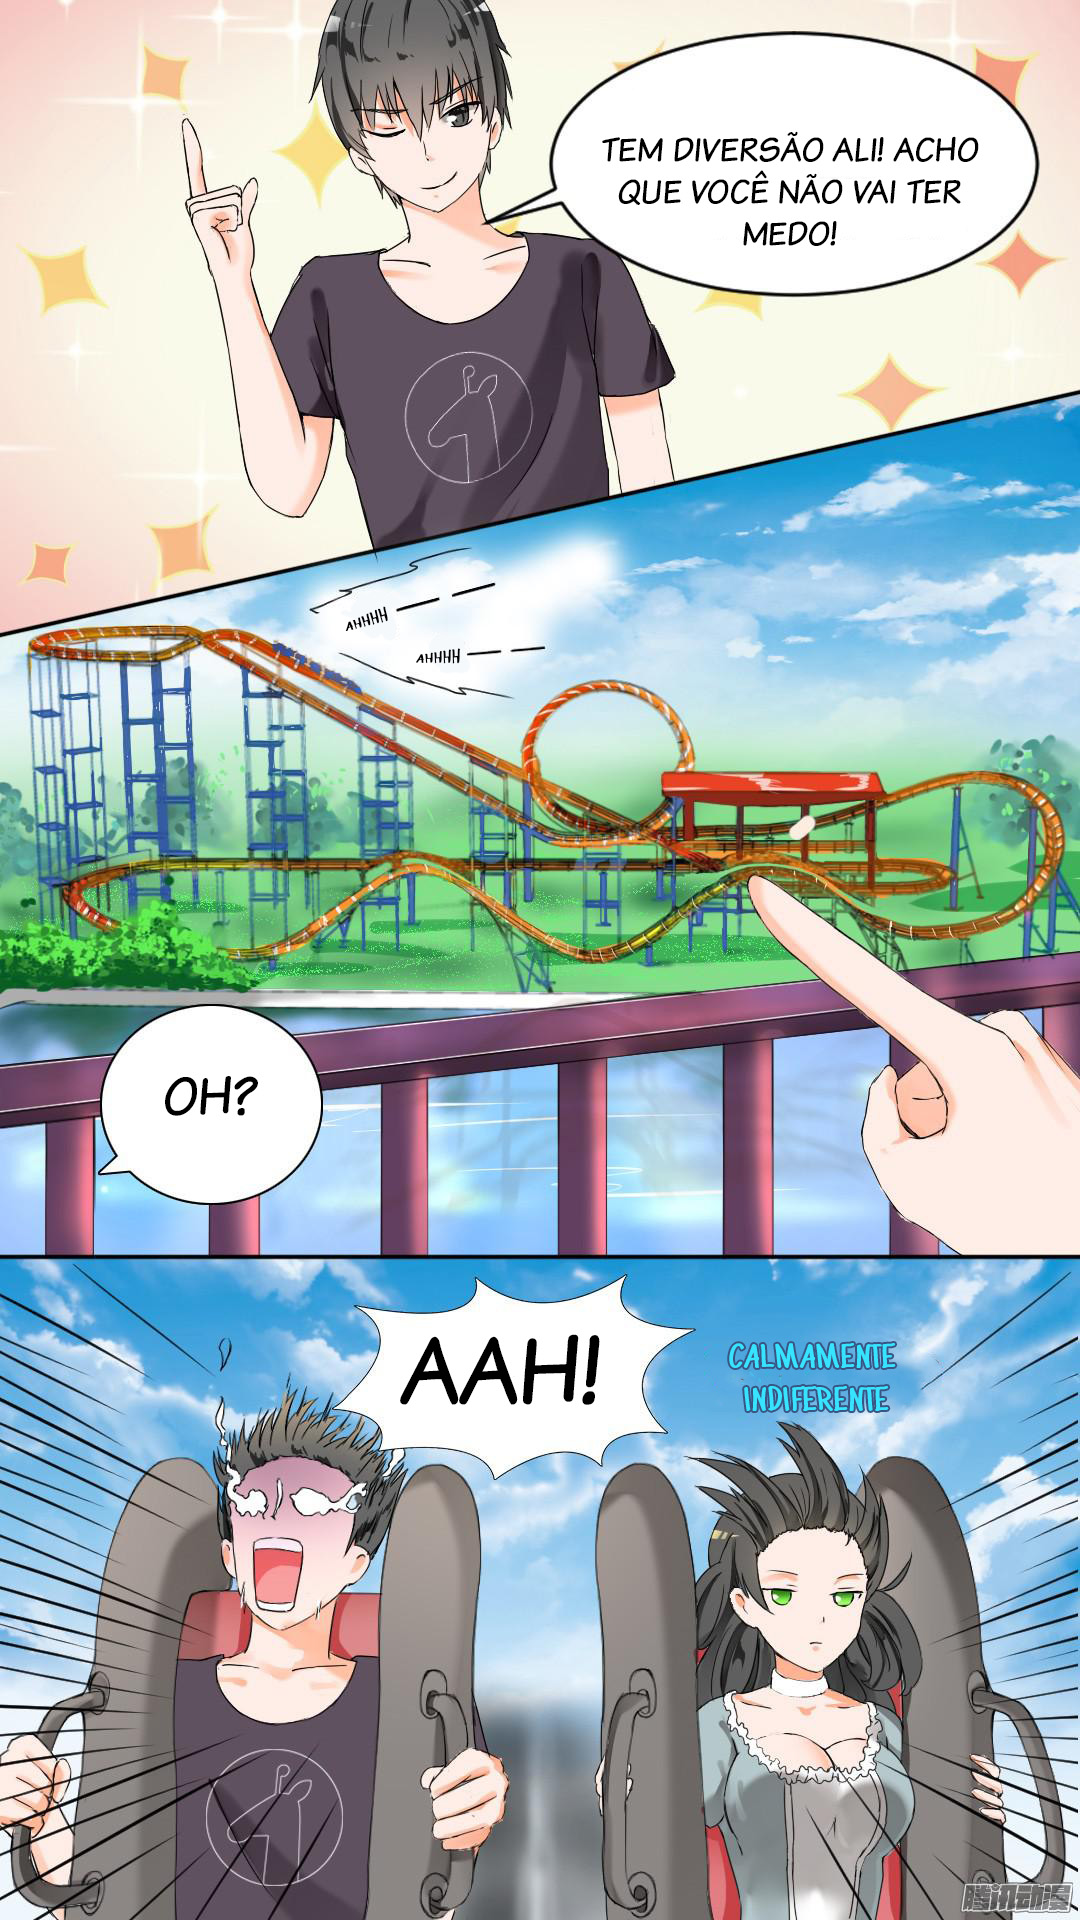 TEM DIVERSÃO ALI! ACHO
QUE VOCÊ NÃO VAI TER
MEDO!
AHHHH
AHHHH
OH?
AAH!
CALMAMENTE
INDIFERENTE
腾讯动漫